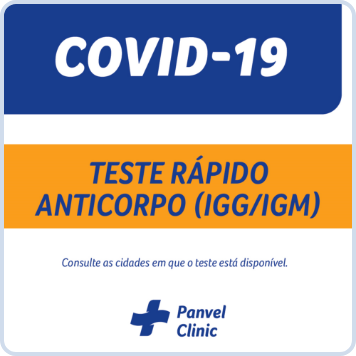 COVID-19
TESTE RÁPIDO
ANTICORPO (IGG/IGM)
Consulte as cidades em que o teste está disponível.
Panvel
Clinic